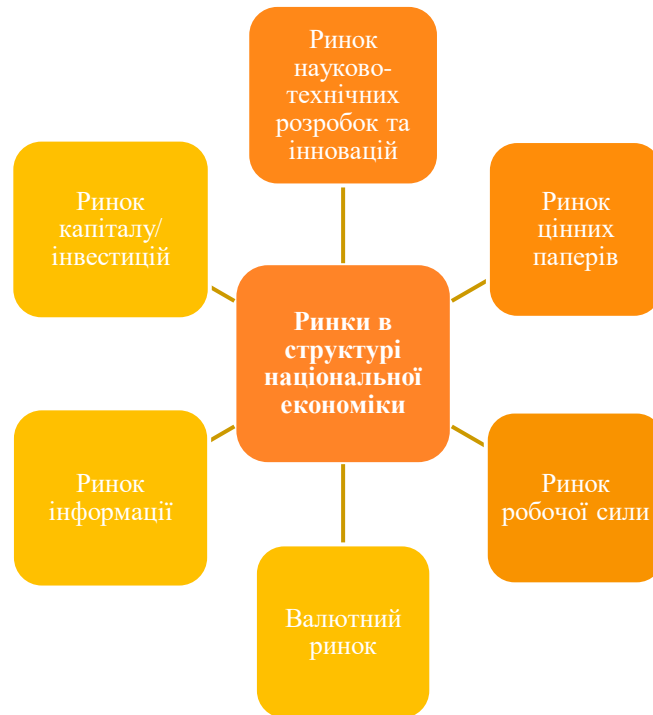 Ринок
науково-
технічних
розробок та
інновацій
Ринок
капіталу/
інвестицій
Ринок
цінних
паперів
Ринки в
структурі
національної
економіки
Ринок
інформації
Ринок
робочої сили
Валютний
ринок